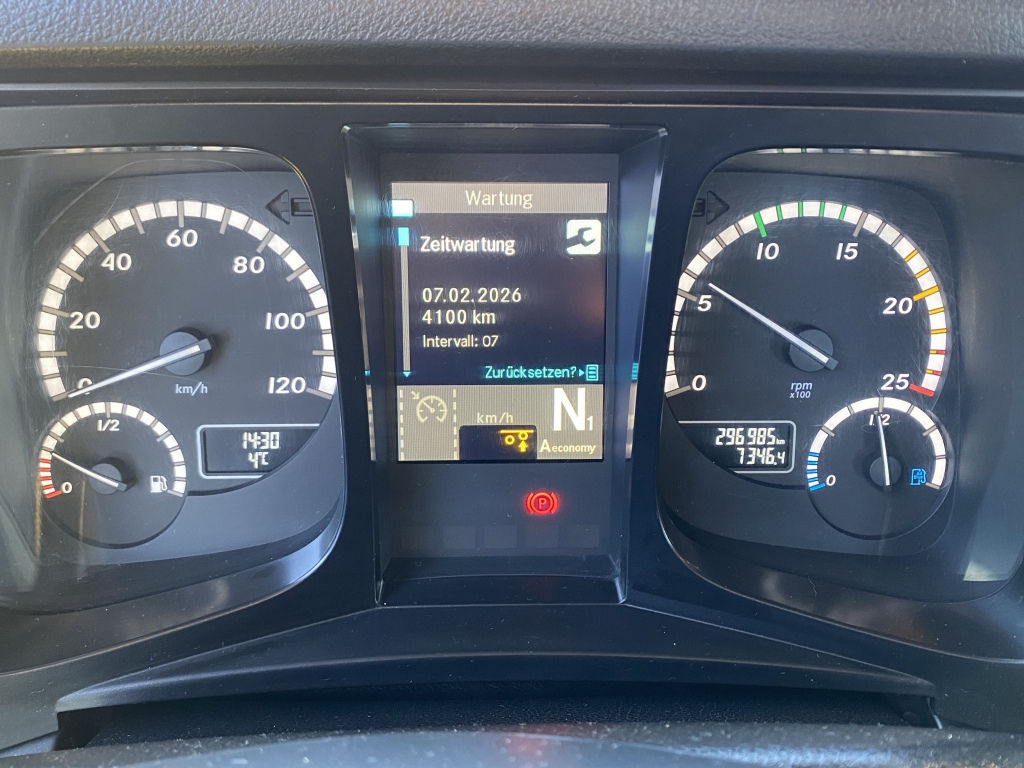 Wartung
Zeitwartung
07.02.2026
4100 km
Intervall: 07
Zurücksetzen?
km/h
N1
A economy
P
0
20
40
60
80
100
120
km/h
0
1/2
14:30
4°C
0
5
10
15
20
25
rpm
x100
296985 km
7346,4
0
1/2